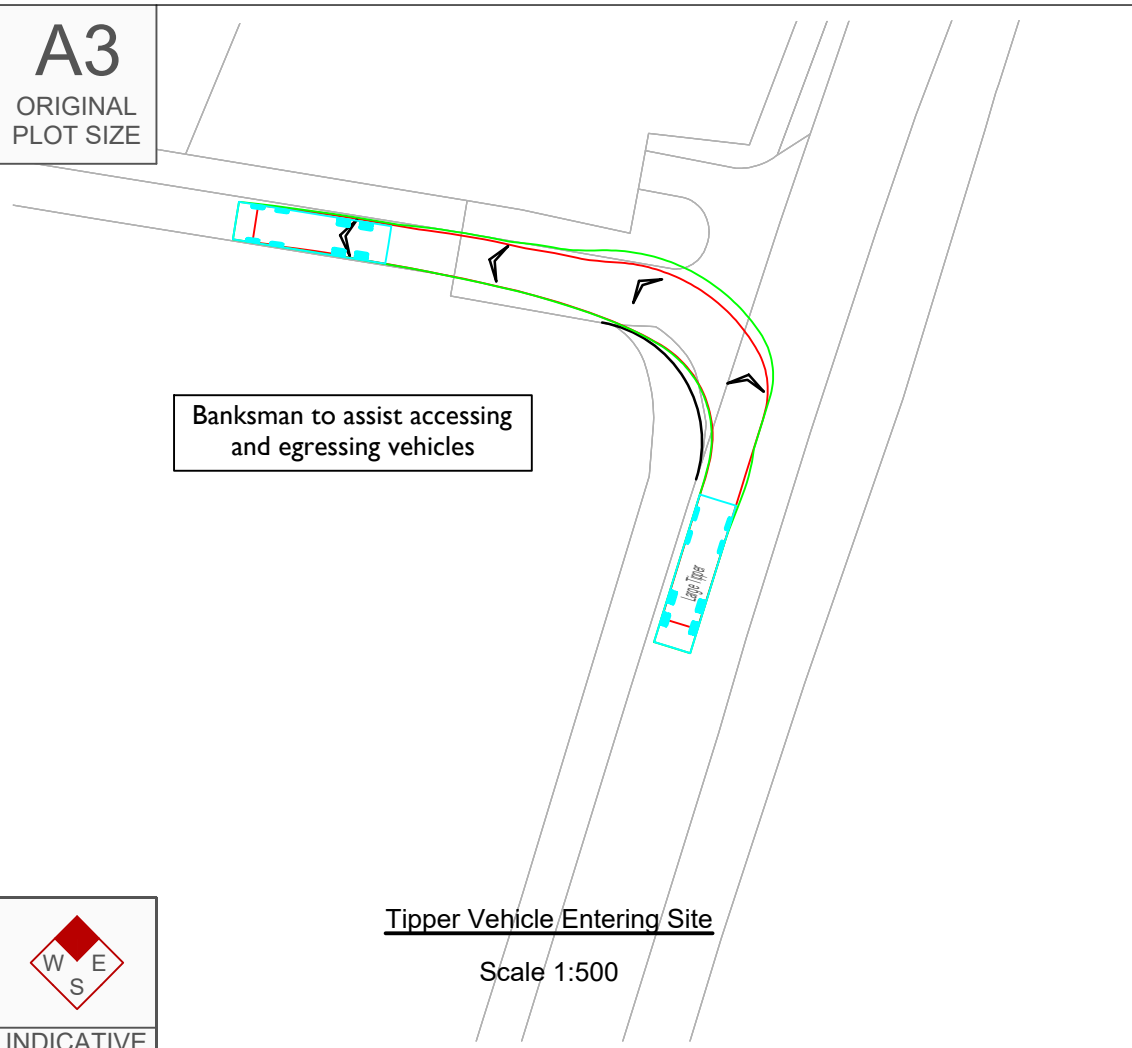 A3
ORIGINAL
PLOT SIZE
Banksman to assist accessing
and egressing vehicles
Large Tipper
Tipper Vehicle Entering Site
Scale 1:500
W E
S
INDICATIVE